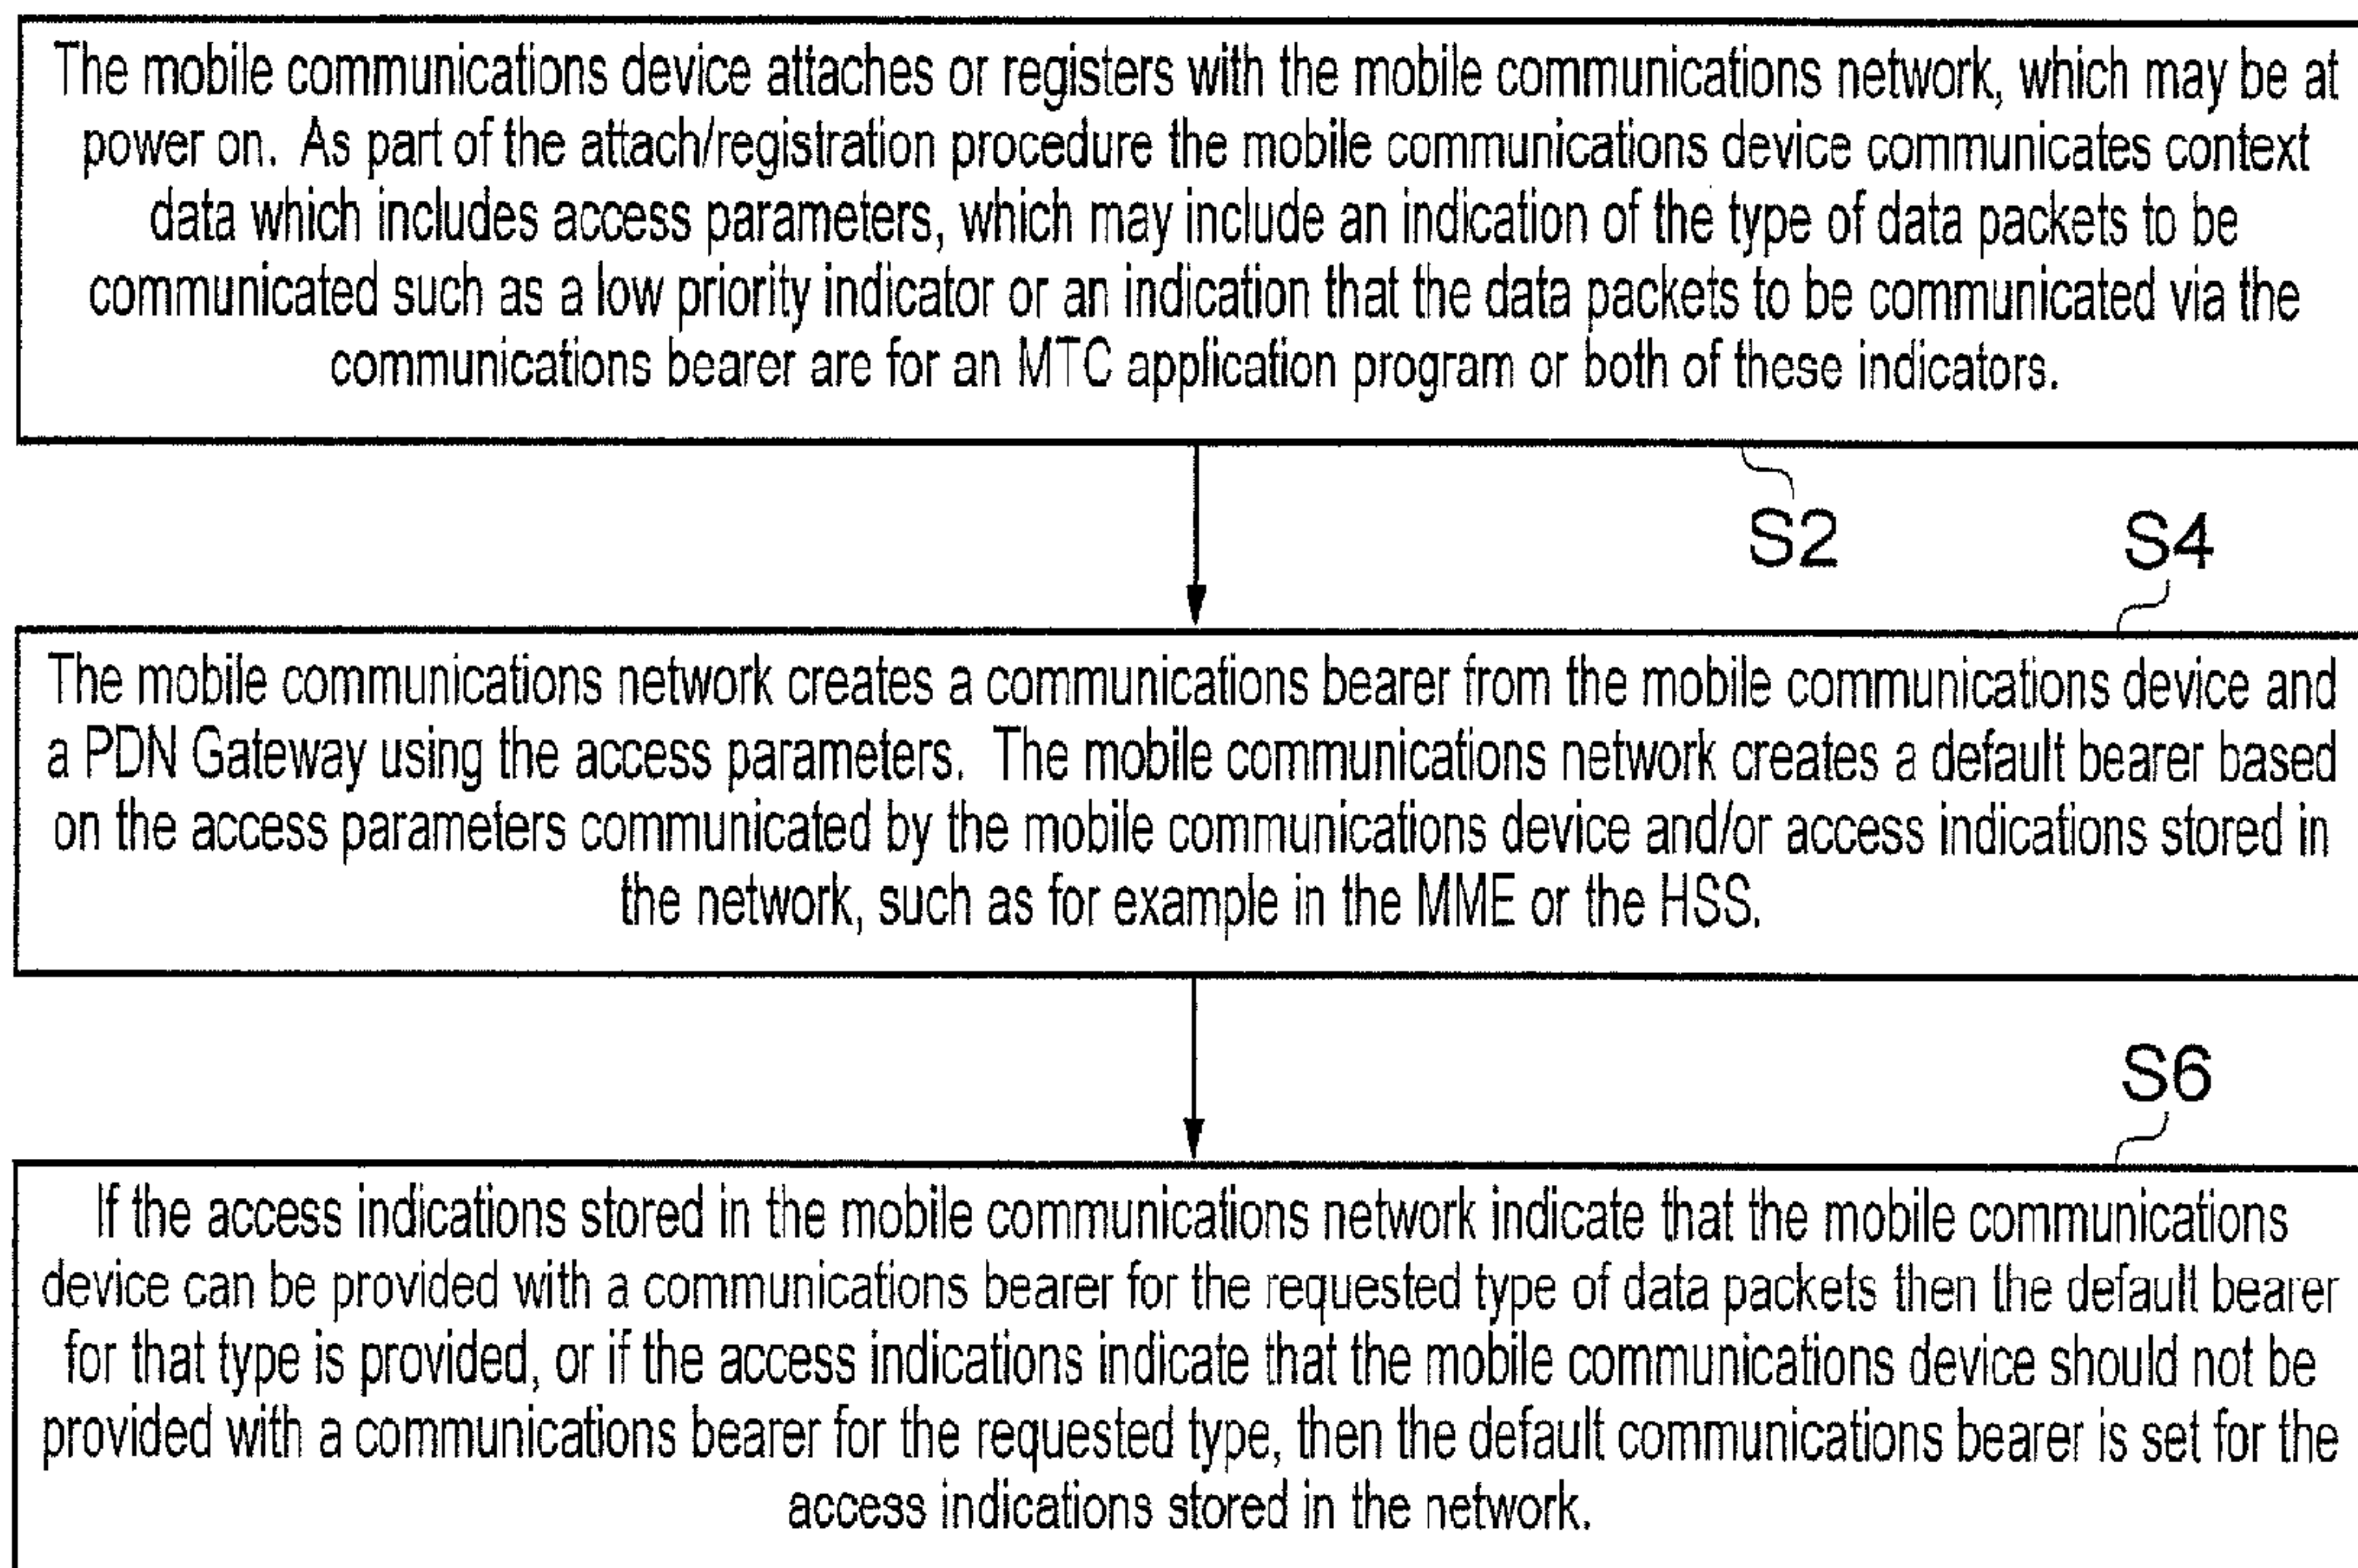 The mobile communications device attaches or registers with the mobile communications network, which may be at
power on. As part of the attach/registration procedure the mobile communications device communicates context
data which includes access parameters, which may include an indication of the type of data packets to be
communicated such as a low priority indicator or an indication that the data packets to be communicated via the
communications bearer are for an MTC application program or both of these indicators.
S2
S4
The mobile communications network creates a communications bearer from the mobile communications device and
a PDN Gateway using the access parameters. The mobile communications network creates a default bearer based
on the access parameters communicated by the mobile communications device and/or access indications stored in
the network, such as for example in the MME or the HSS.
S6
If the access indications stored in the mobile communications network indicate that the mobile communications
device can be provided with a communications bearer for the requested type of data packets then the default bearer
for that type is provided, or if the access indications indicate that the mobile communications device should not be
provided with a communications bearer for the requested type, then the default communications bearer is set for the
access indications stored in the network.